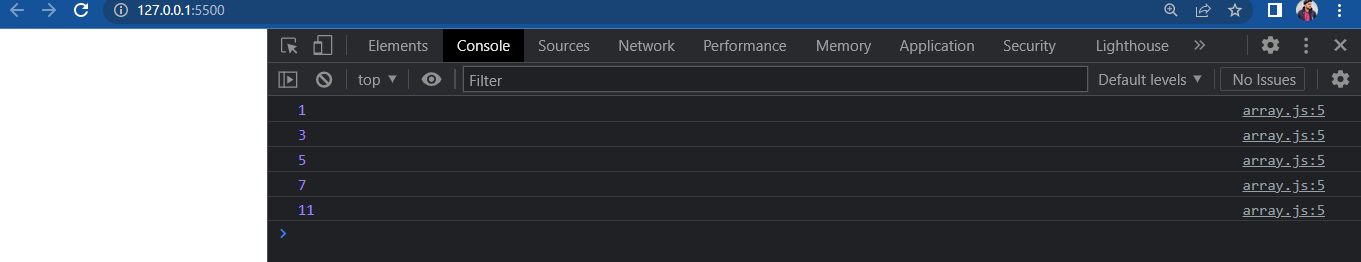 127.0.0.1:5500
Elements Console Sources Network Performance Memory Application Security Lighthouse »
top ▼ Filter Default levels ▼ No Issues
1 array.js:5
3 array.js:5
5 array.js:5
7 array.js:5
11 array.js:5
>